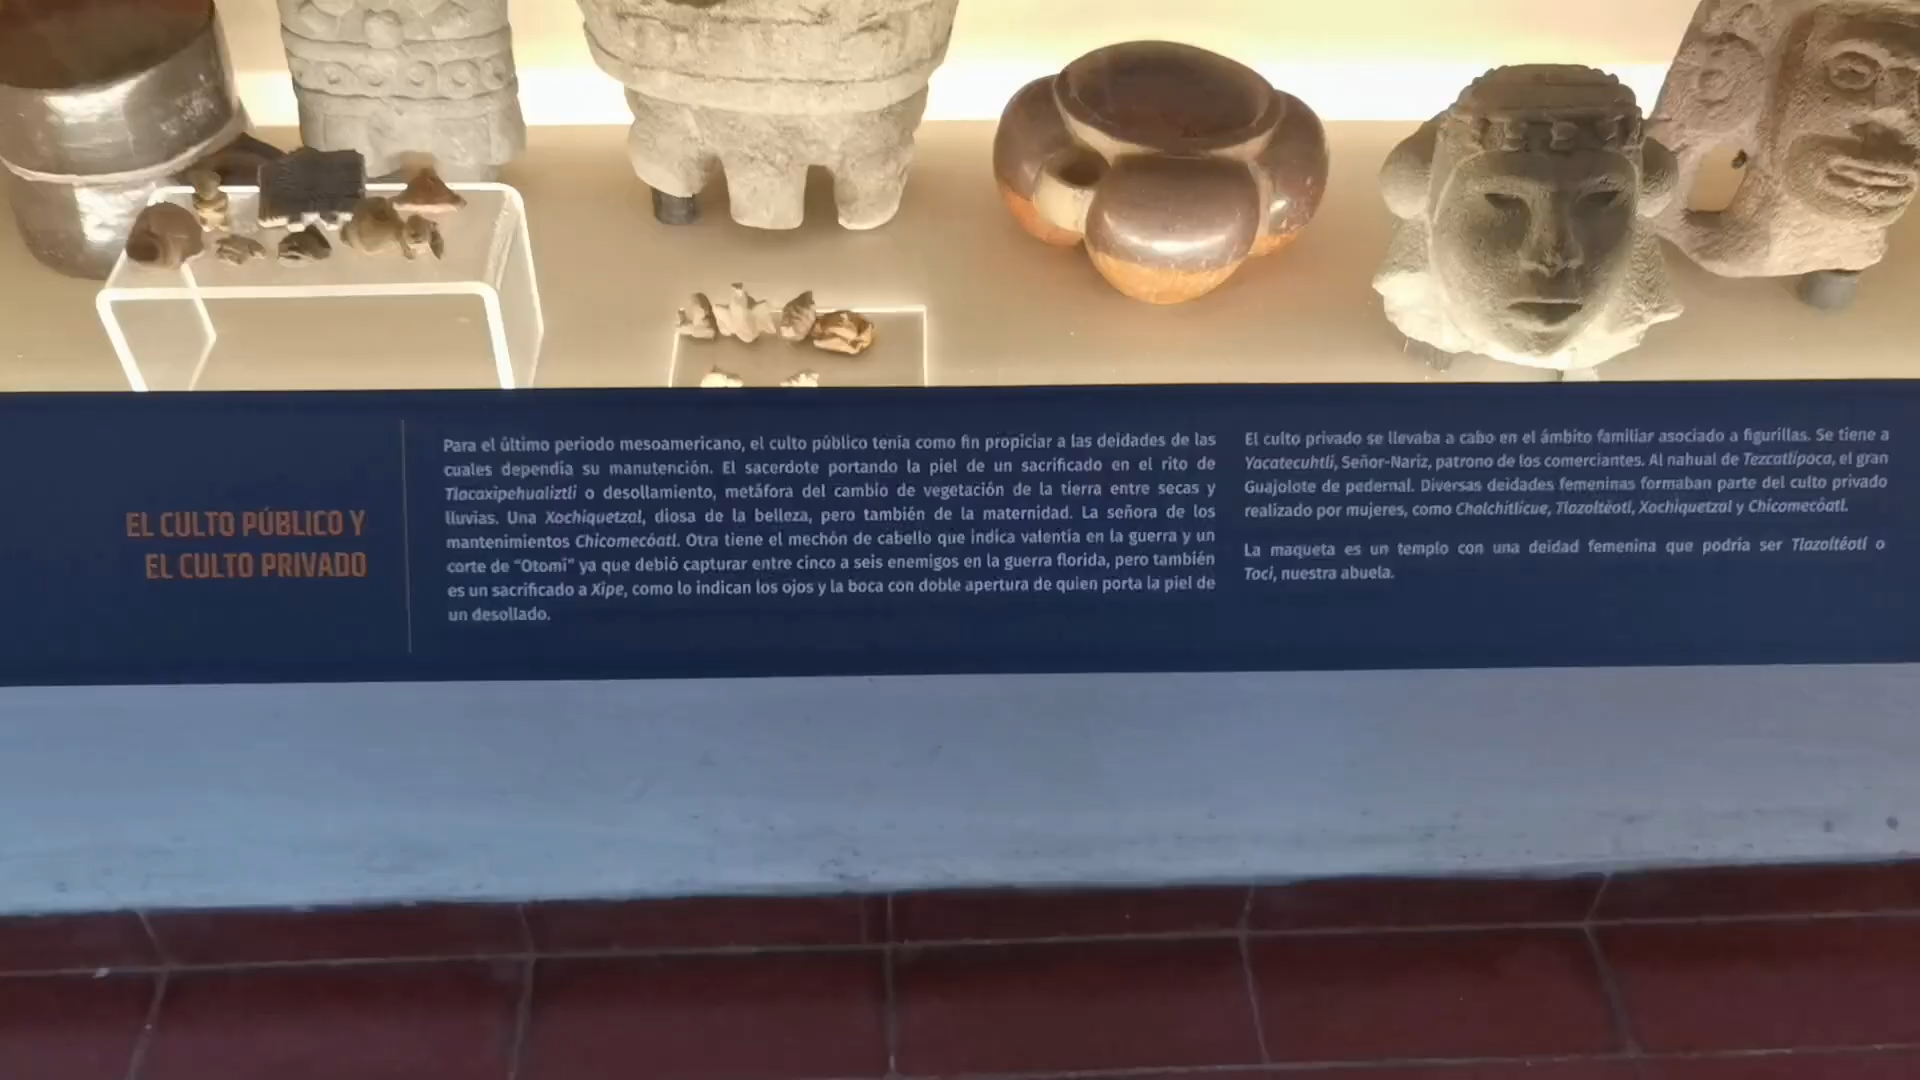 EL CULTO PÚBLICO Y
EL CULTO PRIVADO
Para el último periodo mesoamericano, el culto público tenía como fin propiciar a las deidades de las
cuales dependía su manutención. El sacerdote portando la piel de un sacrificado en el rito de
Tlacaxipehualiztli o desollamiento, metáfora del cambio de vegetación de la tierra entre secas y
lluvias. Una Xochiquetzal, diosa de la belleza, pero también de la maternidad. La señora de los
mantenimientos Chicomecóatl. Otra tiene el mechón de cabello que indica valentía en la guerra y un
corte de "Otomí" ya que debió capturar entre cinco a seis enemigos en la guerra florida, pero también
es un sacrificado a Xipe, como lo indican los ojos y la boca con doble apertura de quien porta la piel de
un desollado.
El culto privado se llevaba a cabo en el ámbito familiar asociado a figurillas. Se tiene a
Yacatecuhtli, Señor-Nariz, patrono de los comerciantes. Al nahual de Tezcatlipoca, el gran
Guajolote de pedernal. Diversas deidades femeninas formaban parte del culto privado
realizado por mujeres, como Chalchitlicue, Tlazoltéotl, Xochiquetzal y Chicomecóatl.
La maqueta es un templo con una deidad femenina que podría ser Tlazoltéotl o
Toci, nuestra abuela.